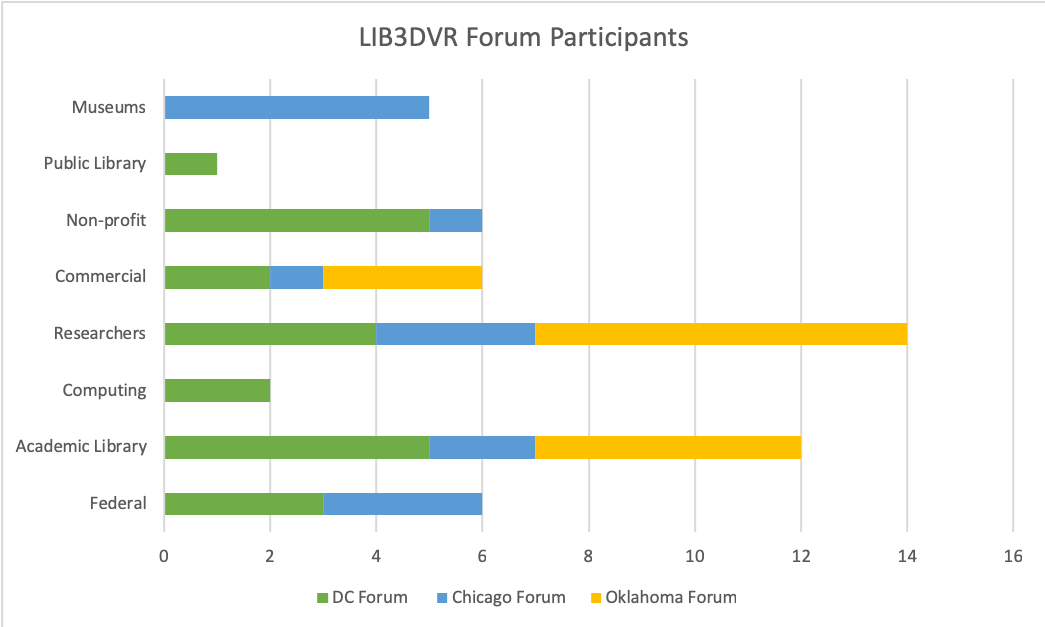 LIB3DVR Forum Participants
Museums
Public Library
Non-profit
Commercial
Researchers
Computing
Academic Library
Federal
0 2 4 6 8 10 12 14 16
DC Forum Chicago Forum Oklahoma Forum